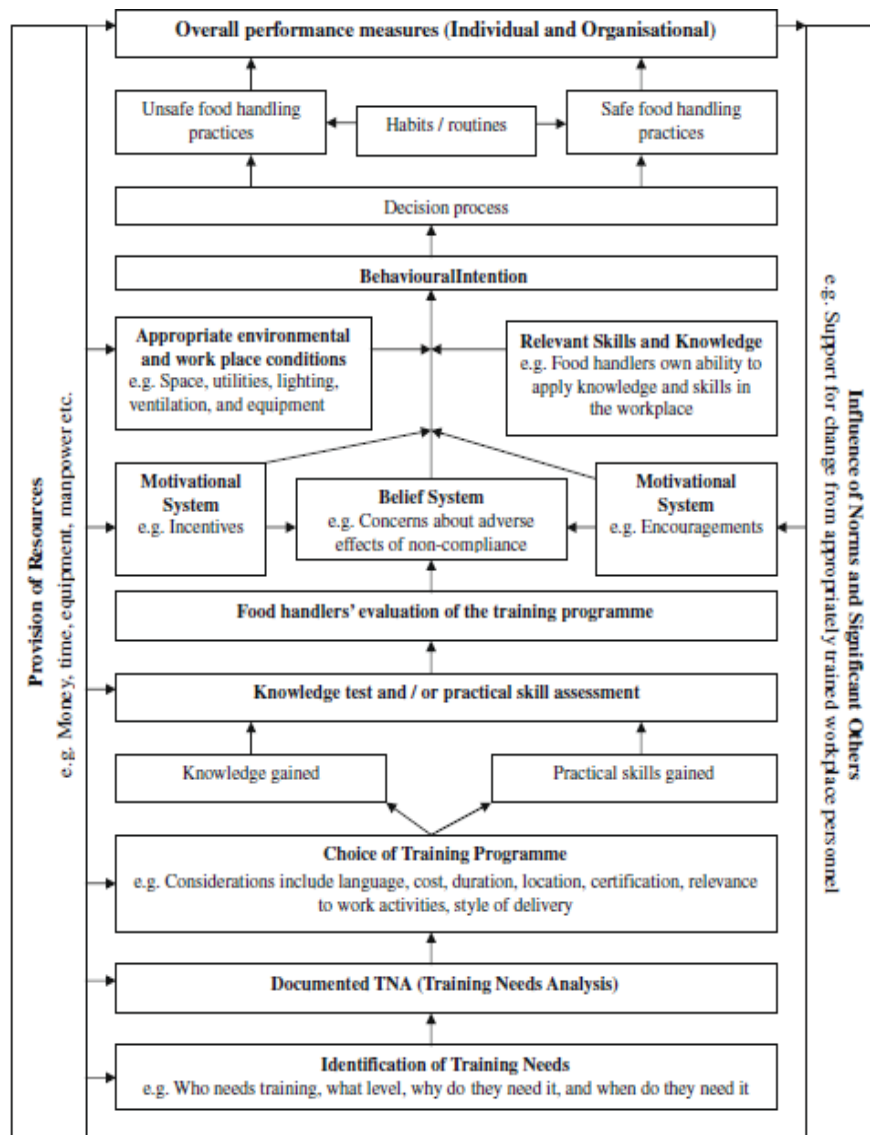 Overall performance measures (Individual and Organisational)
Unsafe food handling
practices
Habits / routines
Safe food handling
practices
Decision process
BehaviouralIntention
Appropriate environmental
and work place conditions
e.g. Space, utilities, lighting,
ventilation, and equipment
Relevant Skills and Knowledge
e.g. Food handlers own ability to
apply knowledge and skills in
the workplace
Motivational
System
e.g. Incentives
Belief System
e.g. Concerns about adverse
effects of non-compliance
Motivational
System
e.g. Encouragements
Food handlers' evaluation of the training programme
Knowledge test and / or practical skill assessment
Knowledge gained
Practical skills gained
Choice of Training Programme
e.g. Considerations include language, cost, duration, location, certification, relevance
to work activities, style of delivery
Documented TNA (Training Needs Analysis)
Identification of Training Needs
e.g. Who needs training, what level, why do they need it, and when do they need it
Provision of Resources
e.g. Money, time, equipment, manpower etc.
Influence of Norms and Significant Others
e.g. Support for change from appropriately trained workplace personnel